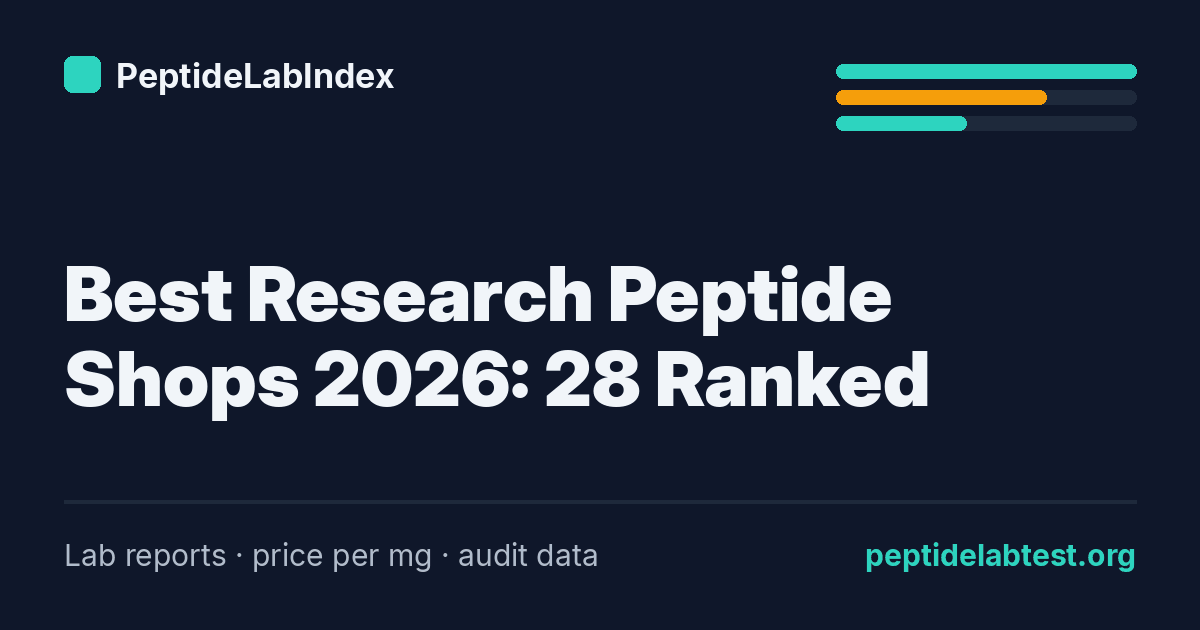 PeptideLabIndex
Best Research Peptide
Shops 2026: 28 Ranked
Lab reports · price per mg · audit data
peptidelabtest.org